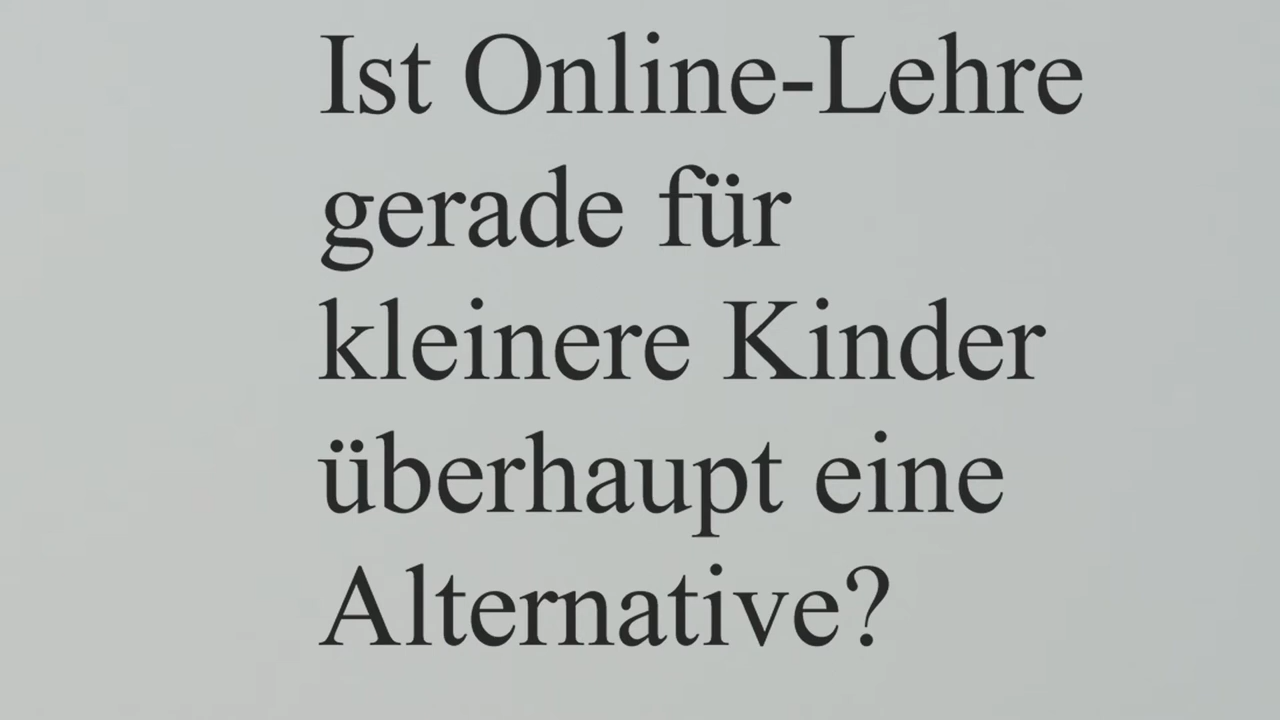 Ist Online-Lehre
gerade für
kleinere Kinder
überhaupt eine
Alternative?